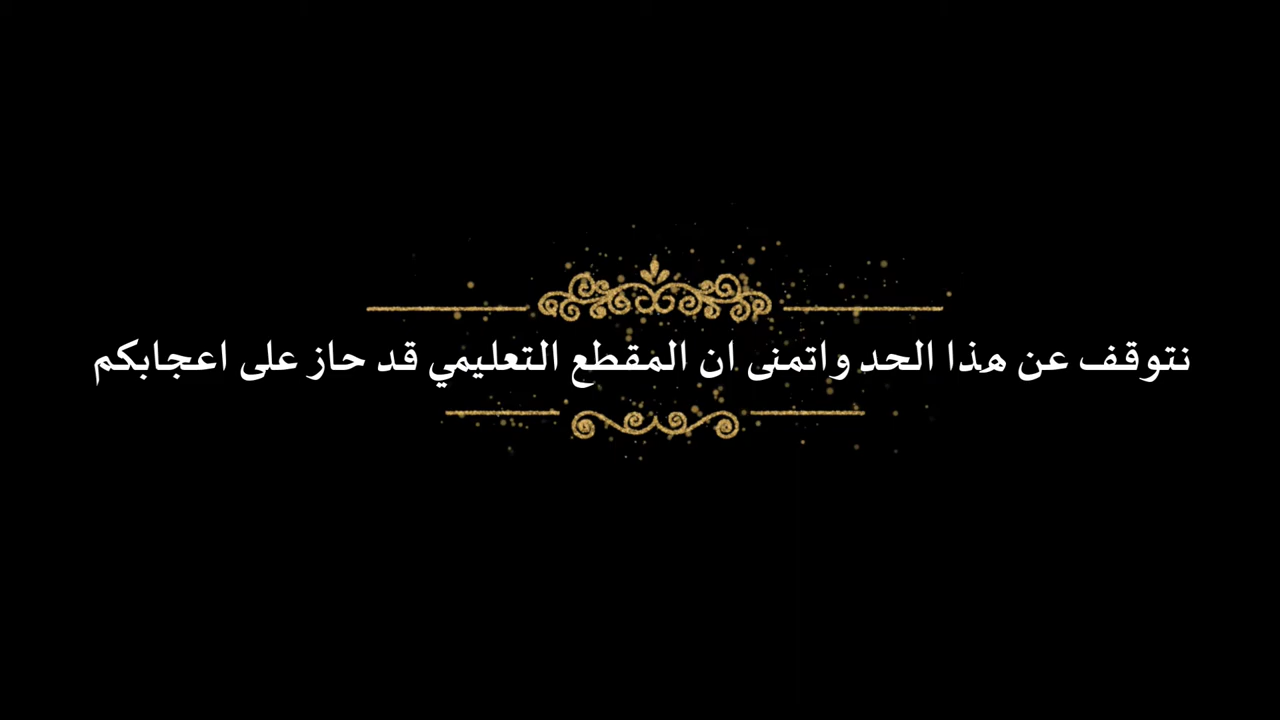 نتوقف عن هذا الحد واتمنى ان المقطع التعليمي قد حاز على اعجابكم